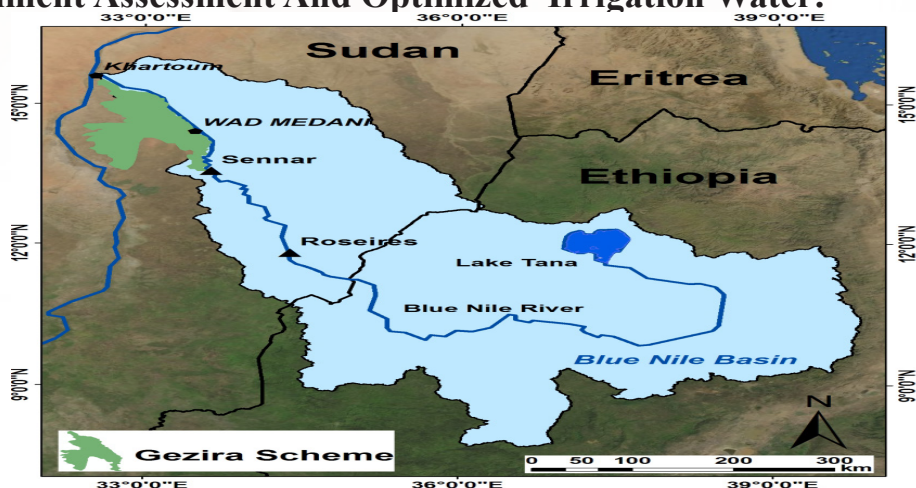 Assessment And Optimized Irrigation Water.
33°0'0"E 36°0'0"E 39°0'0"E
Sudan
Khartoum
Eritrea
15°0'0"N 15°0'0"N
WAD MEDANI
Sennar
Ethiopia
Roseires
12°0'0"N 12°0'0"N
Lake Tana
Blue Nile River
Blue Nile Basin
9°0'0"N 9°0'0"N
N
Gezira Scheme
0 50 100 200 300
km
33°0'0"E 36°0'0"E 39°0'0"E